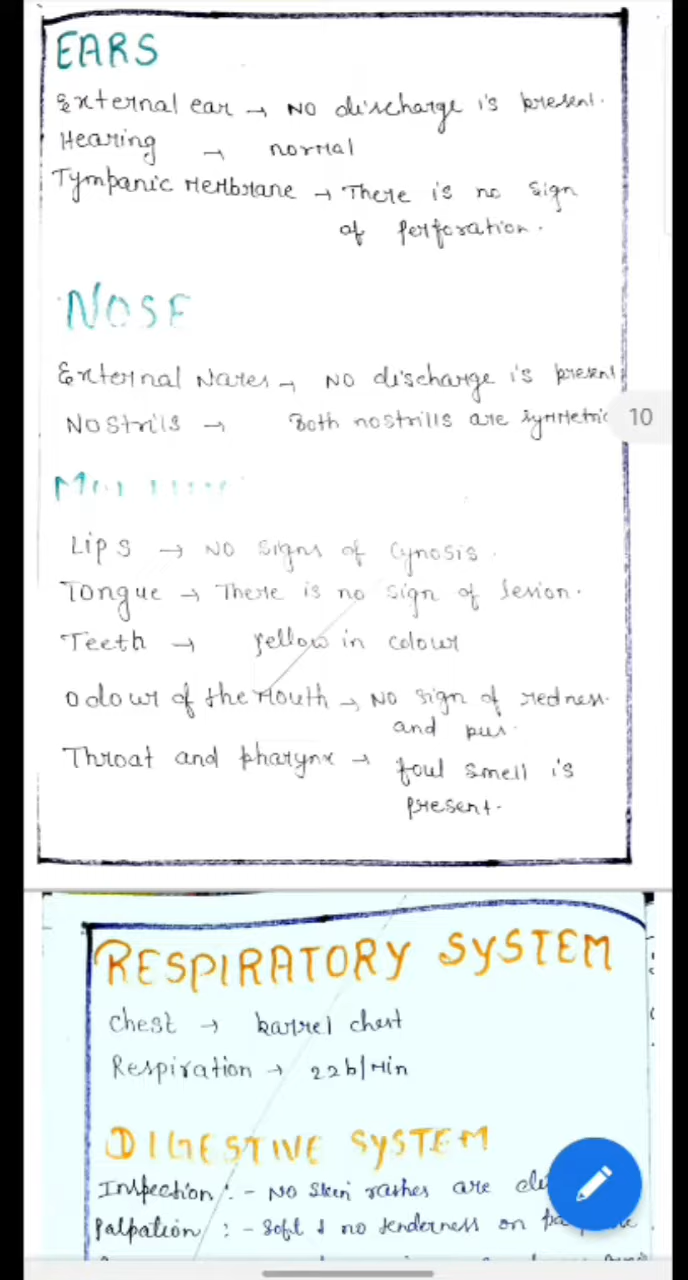 EARS
External ear → NO discharge is present.
Hearing → normal
Tympanic Membrane → There is no sign
of perforation.
NOSE
External Nares → NO discharge is present
10
Nostrils → Both nostrills are symmetric
Lips → NO signs of Cynosis.
Tongue → There is no sign of lesion.
Teeth → yellow in colour
Odour of the Mouth → NO sign of redness
and pus.
Throat and pharynx → foul smell is
present.
RESPIRATORY SYSTEM
Chest → barrel chest
Respiration → 22b/Min
DIGESTIVE SYSTEM
Inspection :- NO Skin rashes are
Palpation :- Soft & no tenderness on